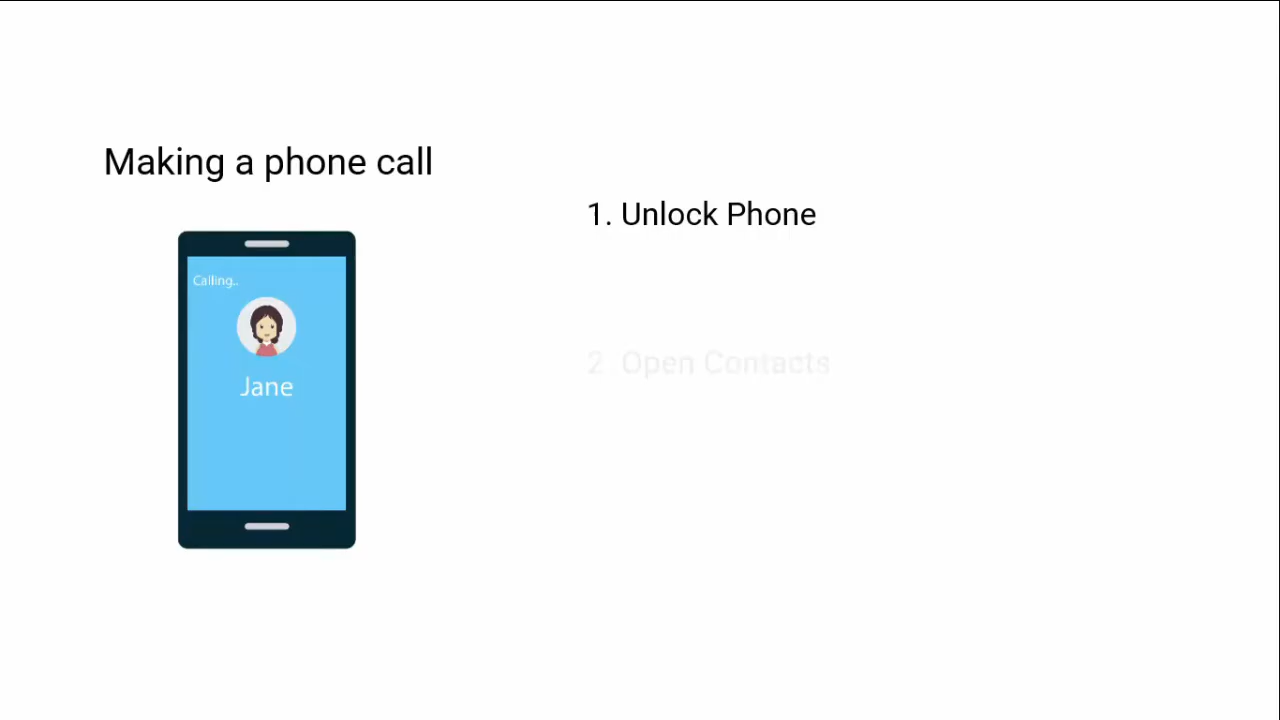 Making a phone call
1. Unlock Phone
Calling..
Jane
2. Open Contacts